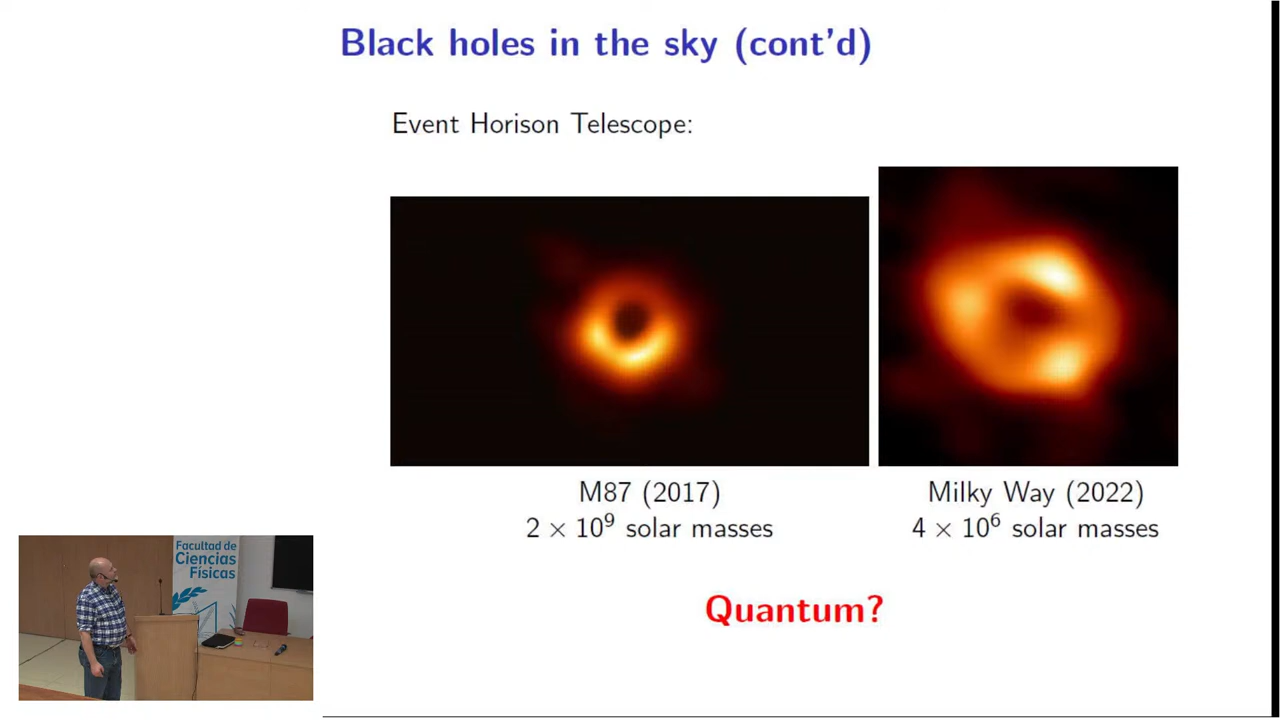 Black holes in the sky (cont'd)
Event Horison Telescope:
M87 (2017)
2 × 10⁹ solar masses
Milky Way (2022)
4 × 10⁶ solar masses
Quantum?
Facultad de
Ciencias
Físicas